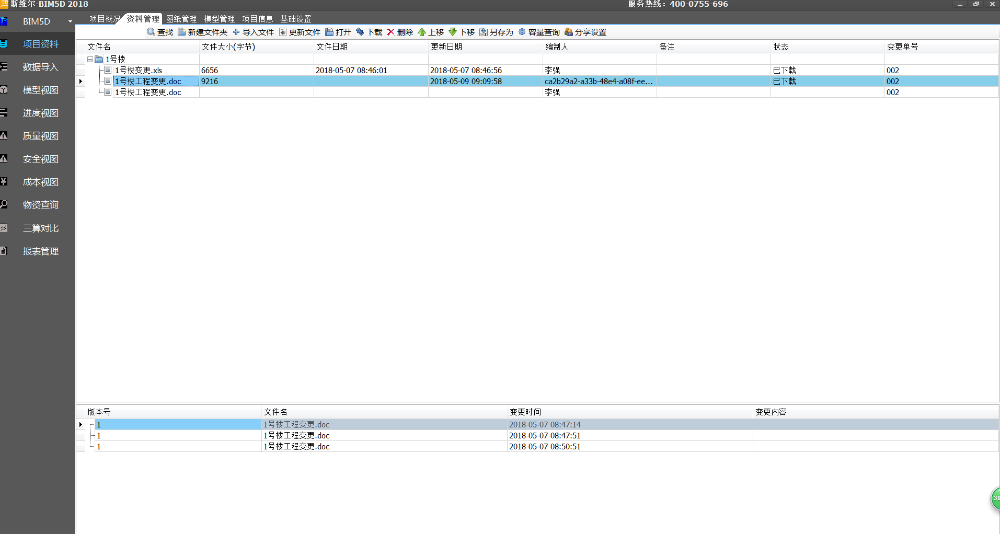 斯维尔-BIM5D 2018 服务热线：400-0755-696
BIM5D 项目概况 资料管理 图纸管理 模型管理 项目信息 基础设置
查找 新建文件夹 导入文件 更新文件 打开 下载 删除 上移 下移 另存为 容量查询 分享设置
项目资料
数据导入
模型视图
进度视图
质量视图
安全视图
成本视图
物资查询
三算对比
报表管理
文件名 文件大小(字节) 文件日期 更新日期 编制人 备注 状态 变更单号
1号楼
1号楼变更.xls 6656 2018-05-07 08:46:01 2018-05-07 08:46:56 李强 已下载 002
1号楼工程变更.doc 9216 2018-05-09 09:09:58 ca2b29a2-a33b-48e4-a08f-ee... 已下载 002
1号楼工程变更.doc 李强 002
版本号 文件名 变更时间 变更内容
1 1号楼工程变更.doc 2018-05-07 08:47:14
1 1号楼工程变更.doc 2018-05-07 08:47:51
1 1号楼工程变更.doc 2018-05-07 08:50:51
31